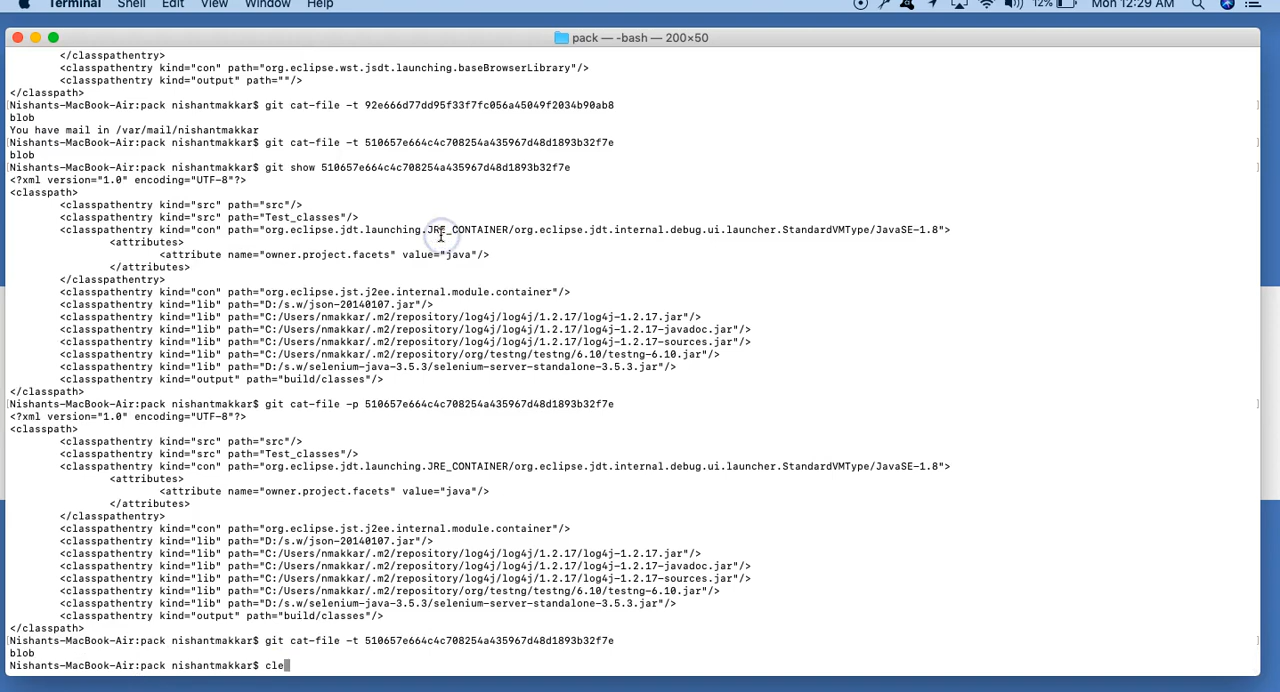 Terminal Shell Edit View Window Help 12% Mon 12:29 AM
pack — -bash — 200×50
</classpathentry>
<classpathentry kind="con" path="org.eclipse.wst.jsdt.launching.baseBrowserLibrary"/>
<classpathentry kind="output" path=""/>
</classpath>
[Nishants-MacBook-Air:pack nishantmakkar$ git cat-file -t 92e666d77dd95f33f7fc056a45049f2034b90ab8 ]
blob
You have mail in /var/mail/nishantmakkar
[Nishants-MacBook-Air:pack nishantmakkar$ git cat-file -t 510657e664c4c708254a435967d48d1893b32f7e ]
blob
[Nishants-MacBook-Air:pack nishantmakkar$ git show 510657e664c4c708254a435967d48d1893b32f7e ]
<?xml version="1.0" encoding="UTF-8"?>
<classpath>
<classpathentry kind="src" path="src"/>
<classpathentry kind="src" path="Test_classes"/>
<classpathentry kind="con" path="org.eclipse.jdt.launching.JRE_CONTAINER/org.eclipse.jdt.internal.debug.ui.launcher.StandardVMType/JavaSE-1.8">
<attributes>
<attribute name="owner.project.facets" value="java"/>
</attributes>
</classpathentry>
<classpathentry kind="con" path="org.eclipse.jst.j2ee.internal.module.container"/>
<classpathentry kind="lib" path="D:/s.w/json-20140107.jar"/>
<classpathentry kind="lib" path="C:/Users/nmakkar/.m2/repository/log4j/log4j/1.2.17/log4j-1.2.17.jar"/>
<classpathentry kind="lib" path="C:/Users/nmakkar/.m2/repository/log4j/log4j/1.2.17/log4j-1.2.17-javadoc.jar"/>
<classpathentry kind="lib" path="C:/Users/nmakkar/.m2/repository/log4j/log4j/1.2.17/log4j-1.2.17-sources.jar"/>
<classpathentry kind="lib" path="C:/Users/nmakkar/.m2/repository/org/testng/testng/6.10/testng-6.10.jar"/>
<classpathentry kind="lib" path="D:/s.w/selenium-java-3.5.3/selenium-server-standalone-3.5.3.jar"/>
<classpathentry kind="output" path="build/classes"/>
</classpath>
[Nishants-MacBook-Air:pack nishantmakkar$ git cat-file -p 510657e664c4c708254a435967d48d1893b32f7e ]
<?xml version="1.0" encoding="UTF-8"?>
<classpath>
<classpathentry kind="src" path="src"/>
<classpathentry kind="src" path="Test_classes"/>
<classpathentry kind="con" path="org.eclipse.jdt.launching.JRE_CONTAINER/org.eclipse.jdt.internal.debug.ui.launcher.StandardVMType/JavaSE-1.8">
<attributes>
<attribute name="owner.project.facets" value="java"/>
</attributes>
</classpathentry>
<classpathentry kind="con" path="org.eclipse.jst.j2ee.internal.module.container"/>
<classpathentry kind="lib" path="D:/s.w/json-20140107.jar"/>
<classpathentry kind="lib" path="C:/Users/nmakkar/.m2/repository/log4j/log4j/1.2.17/log4j-1.2.17.jar"/>
<classpathentry kind="lib" path="C:/Users/nmakkar/.m2/repository/log4j/log4j/1.2.17/log4j-1.2.17-javadoc.jar"/>
<classpathentry kind="lib" path="C:/Users/nmakkar/.m2/repository/log4j/log4j/1.2.17/log4j-1.2.17-sources.jar"/>
<classpathentry kind="lib" path="C:/Users/nmakkar/.m2/repository/org/testng/testng/6.10/testng-6.10.jar"/>
<classpathentry kind="lib" path="D:/s.w/selenium-java-3.5.3/selenium-server-standalone-3.5.3.jar"/>
<classpathentry kind="output" path="build/classes"/>
</classpath>
[Nishants-MacBook-Air:pack nishantmakkar$ git cat-file -t 510657e664c4c708254a435967d48d1893b32f7e ]
blob
Nishants-MacBook-Air:pack nishantmakkar$ cle